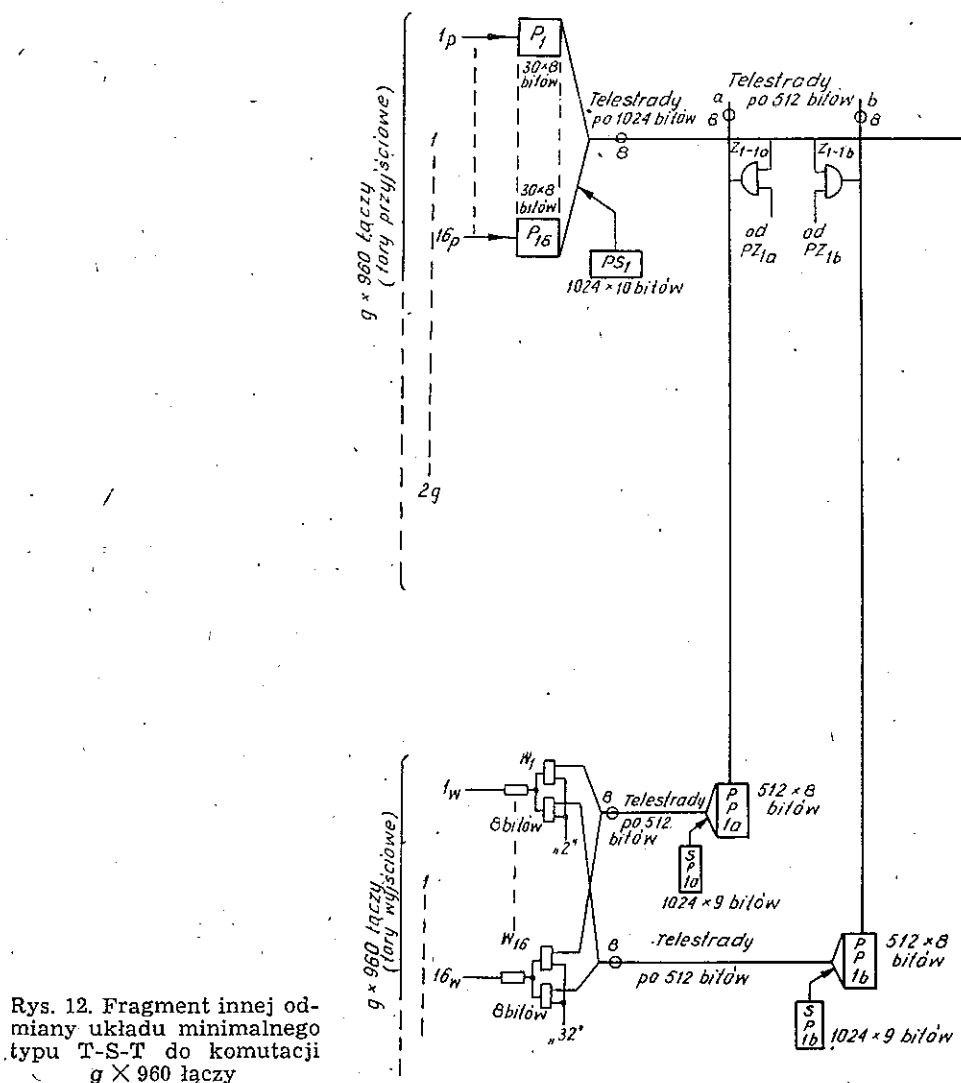 1p
P1
30×8
bitów
Telestrady
po 1024 bitów
8
Telestrady
po 512 bitów
a
8
b
8
Z1-1a
Z1-1b
od
PZ1a
od
PZ1b
g × 960 łączy
(tory przyjściowe)
1
30×8
bitów
16p
P16
PS1
1024 × 10 bitów
2g
g × 960 łączy
(tory wyjściowe)
1
1w
W1
8 bitów
„2"
8
Telestrady
po 512
bitów
P
P
1a
512 × 8
bitów
S
P
1a
1024 × 9 bitów
W16
16w
8 bitów
„32"
8
Telestrady
po 512 bitów
P
P
1b
512 × 8
bitów
S
P
1b
1024 × 9 bitów
Rys. 12. Fragment innej od-
miany układu minimalnego
typu T-S-T do komutacji
g × 960 łączy